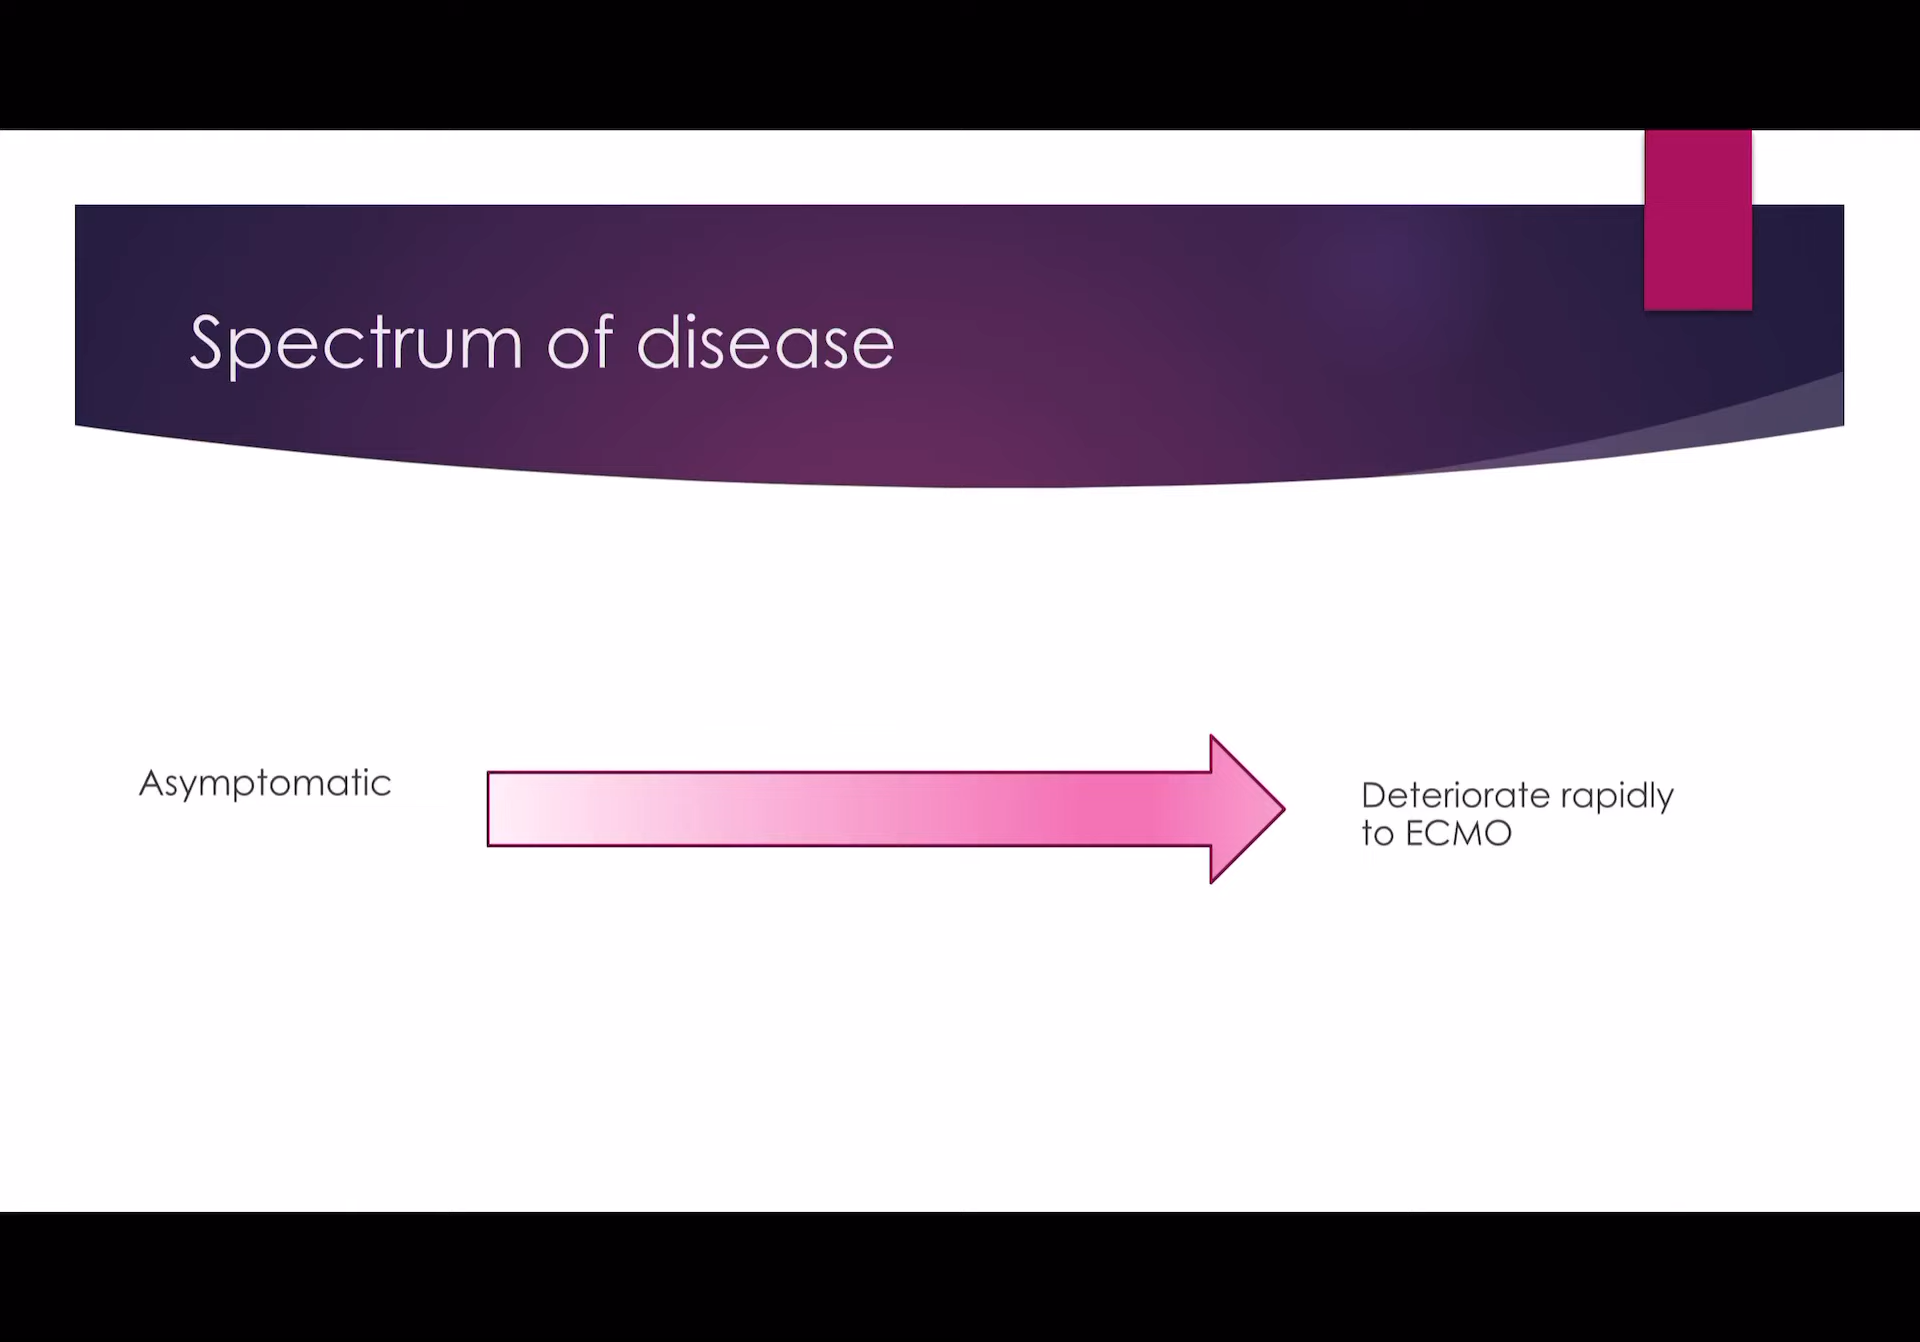 Spectrum of disease
Asymptomatic
Deteriorate rapidly
to ECMO